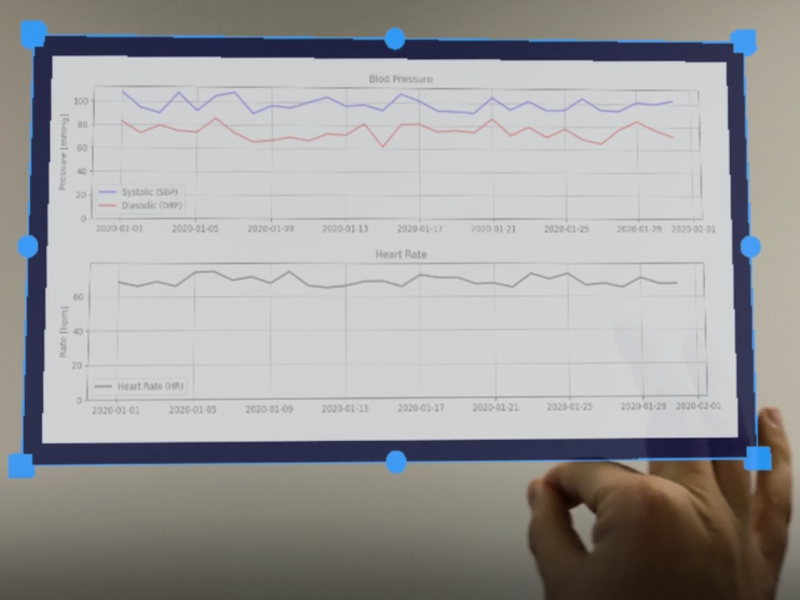 Blod Pressure
Pressure [mmHg]
100
80
60
40
20
0
Systolic (SBP)
Diastolic (DBP)
2020-01-01 2020-01-05 2020-01-09 2020-01-13 2020-01-17 2020-01-21 2020-01-25 2020-01-29 2020-02-01
Heart Rate
Rate [bpm]
60
40
20
0
Heart Rate (HR)
2020-01-01 2020-01-05 2020-01-09 2020-01-13 2020-01-17 2020-01-21 2020-01-25 2020-01-29 2020-02-01